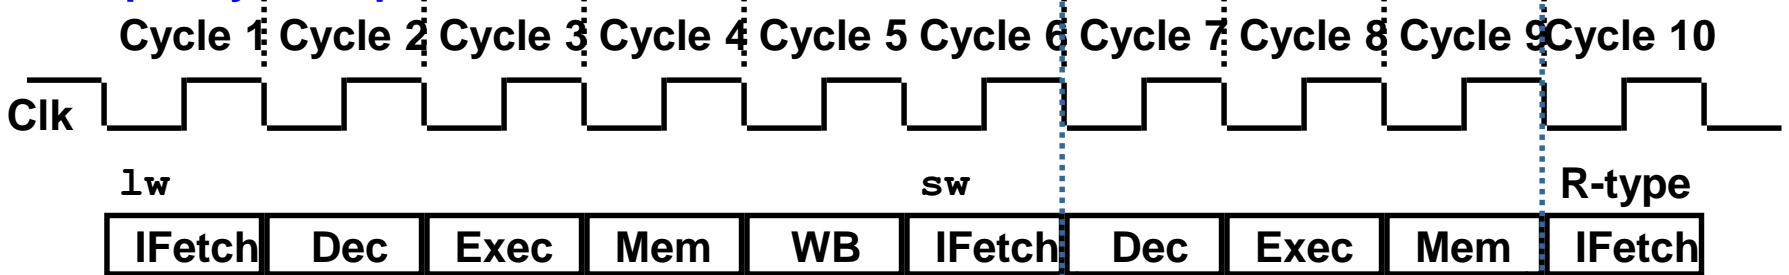 Cycle 1 Cycle 2 Cycle 3 Cycle 4 Cycle 5 Cycle 6 Cycle 7 Cycle 8 Cycle 9 Cycle 10
Clk
lw sw R-type
IFetch Dec Exec Mem WB IFetch Dec Exec Mem IFetch